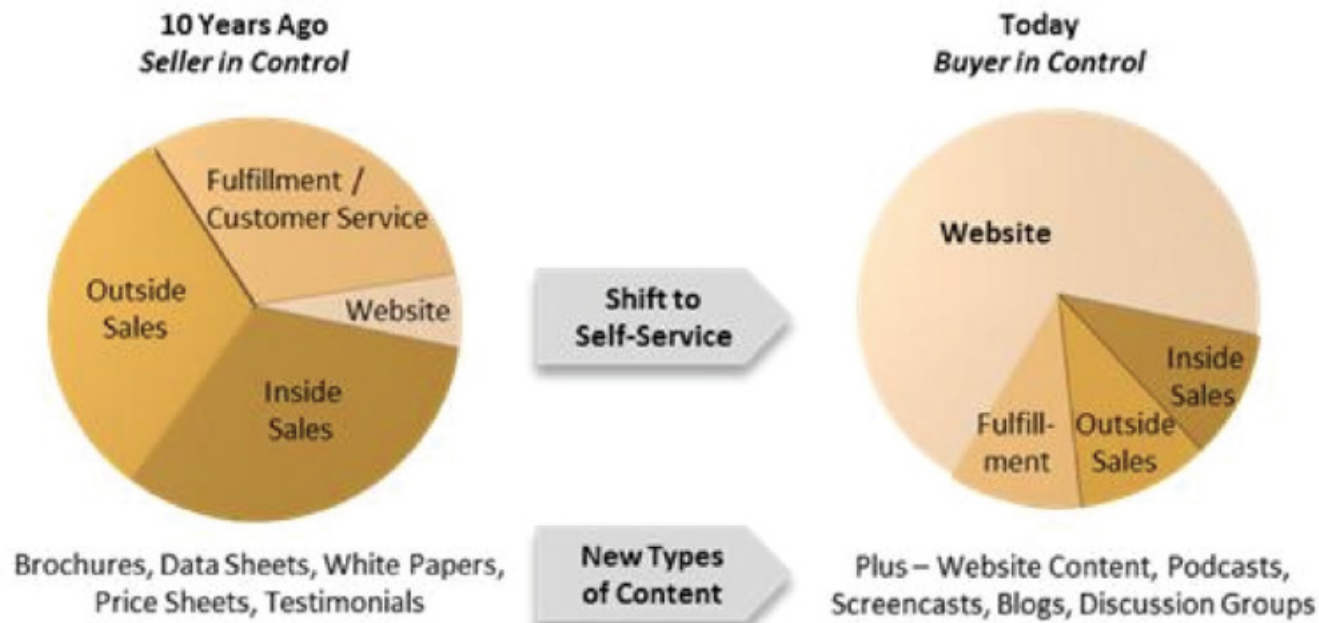 10 Years Ago
Seller in Control
Fulfillment /
Customer Service
Outside
Sales
Website
Inside
Sales
Brochures, Data Sheets, White Papers,
Price Sheets, Testimonials
Shift to
Self-Service
New Types
of Content
Today
Buyer in Control
Website
Inside
Sales
Fulfill-
ment
Outside
Sales
Plus – Website Content, Podcasts,
Screencasts, Blogs, Discussion Groups